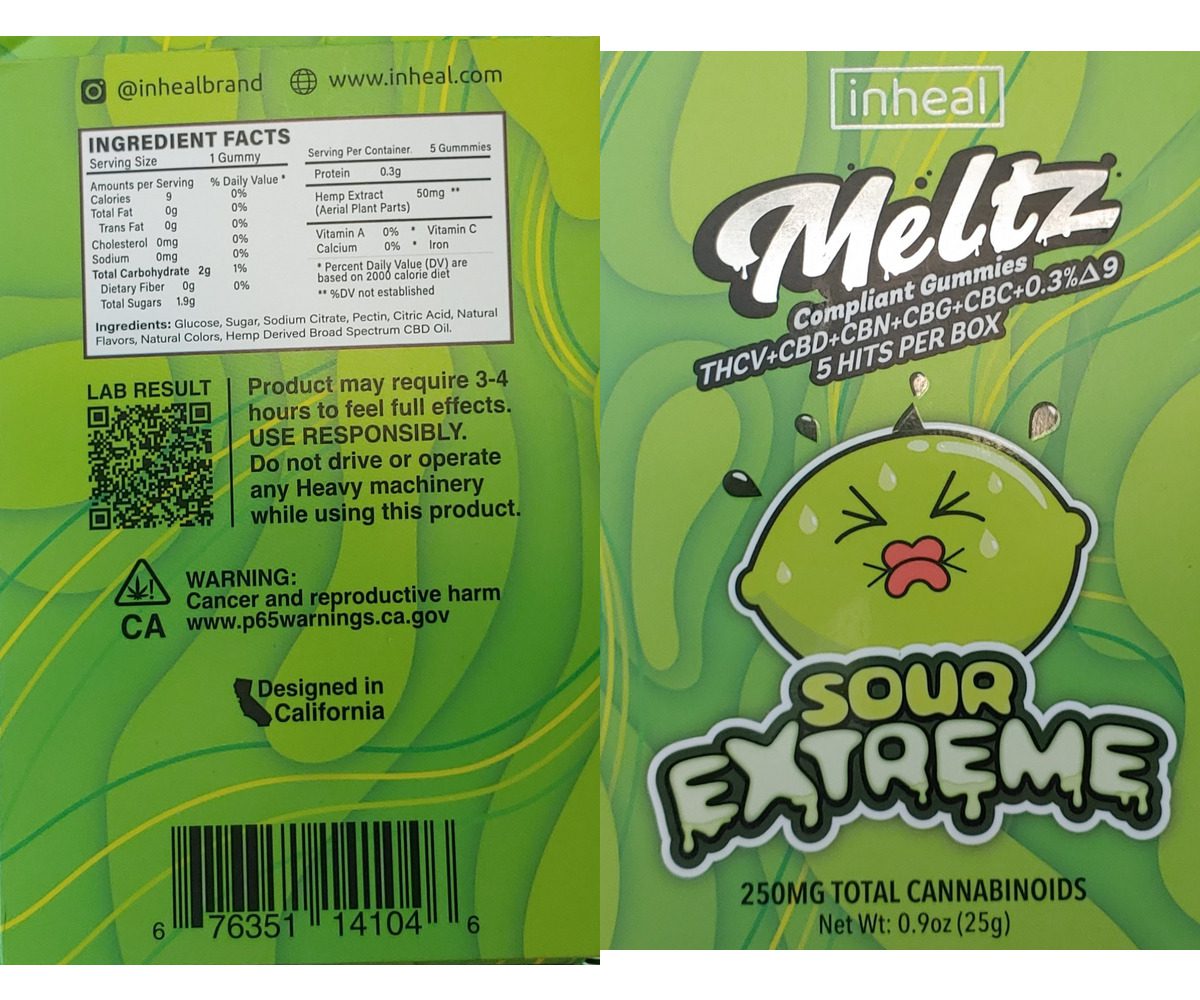 @inhealbrand www.inheal.com
INGREDIENT FACTS
Serving Size 1 Gummy
Amounts per Serving % Daily Value *
Calories 9 0%
Total Fat 0g 0%
Trans Fat 0g 0%
Cholesterol 0mg 0%
Sodium 0mg 0%
Total Carbohydrate 2g 1%
Dietary Fiber 0g 0%
Total Sugars 1.9g
Serving Per Container. 5 Gummmies
Protein 0.3g
Hemp Extract 50mg **
(Aerial Plant Parts)
Vitamin A 0% * Vitamin C
Calcium 0% * Iron
* Percent Daily Value (DV) are
based on 2000 calorie diet
** %DV not established
Ingredients: Glucose, Sugar, Sodium Citrate, Pectin, Citric Acid, Natural
Flavors, Natural Colors, Hemp Derived Broad Spectrum CBD Oil.
LAB RESULT
Product may require 3-4
hours to feel full effects.
USE RESPONSIBLY.
Do not drive or operate
any Heavy machinery
while using this product.
CA
WARNING:
Cancer and reproductive harm
www.p65warnings.ca.gov
Designed in
California
6 76351 14104 6
inheal
Meltz
Compliant Gummies
THCV+CBD+CBN+CBG+CBC+0.3%Δ9
5 HITS PER BOX
SOUR
EXTREME
250MG TOTAL CANNABINOIDS
Net Wt: 0.9oz (25g)